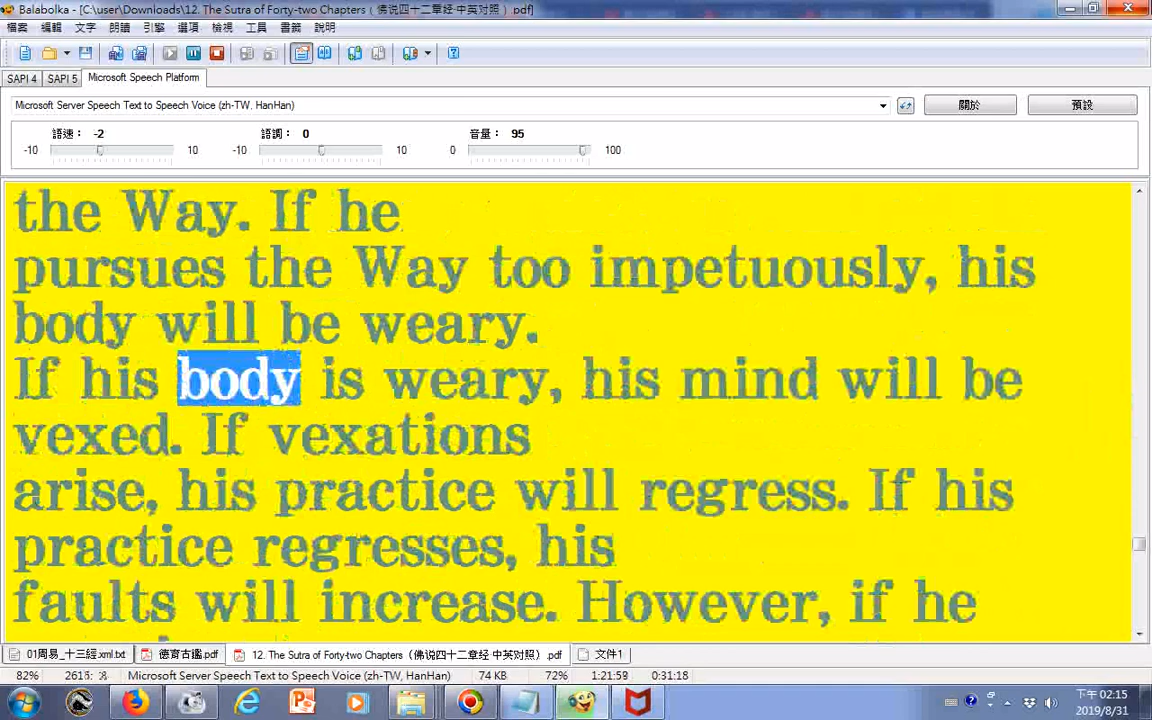 Balabolka - [C:\user\Downloads\12. The Sutra of Forty-two Chapters（佛说四十二章经·中英对照）.pdf]
檔案 編輯 文字 朗讀 引擎 選項 檢視 工具 書籤 說明
SAPI 4 SAPI 5 Microsoft Speech Platform
Microsoft Server Speech Text to Speech Voice (zh-TW, HanHan) 關於 預設
語速： -2 語調： 0 音量： 95
-10 10 -10 10 0 100
the Way. If he
pursues the Way too impetuously, his
body will be weary.
If his body is weary, his mind will be
vexed. If vexations
arise, his practice will regress. If his
practice regresses, his
faults will increase. However, if he
01周易_十三經.xml.txt 德育古鑑.pdf 12. The Sutra of Forty-two Chapters（佛说四十二章经·中英对照）.pdf 文件1
82% Microsoft Server Speech Text to Speech Voice (zh-TW, HanHan) 74 KB 72% 1:21:58 0:31:18
下午 02:15
2019/8/31